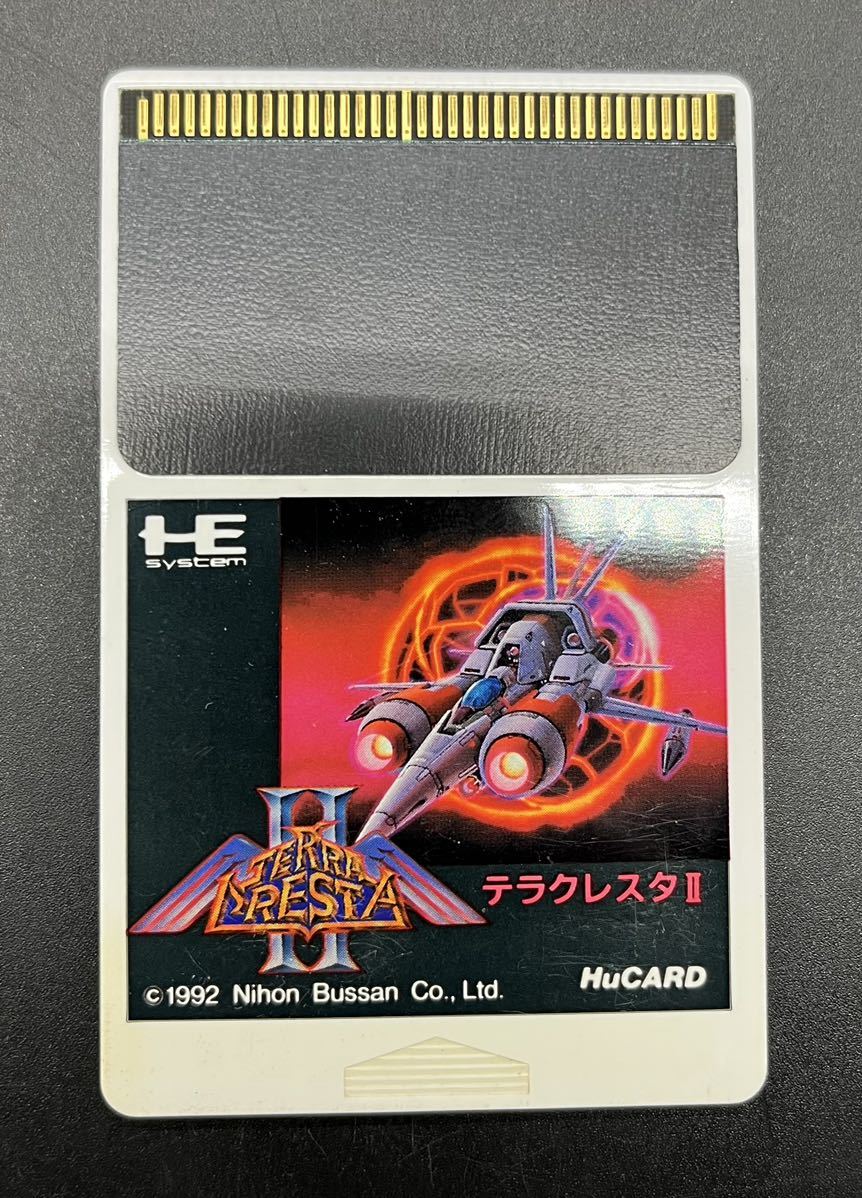 HE
system
II
TERRA
CRESTA
テラクレスタⅡ
©1992 Nihon Bussan Co., Ltd.
HuCARD